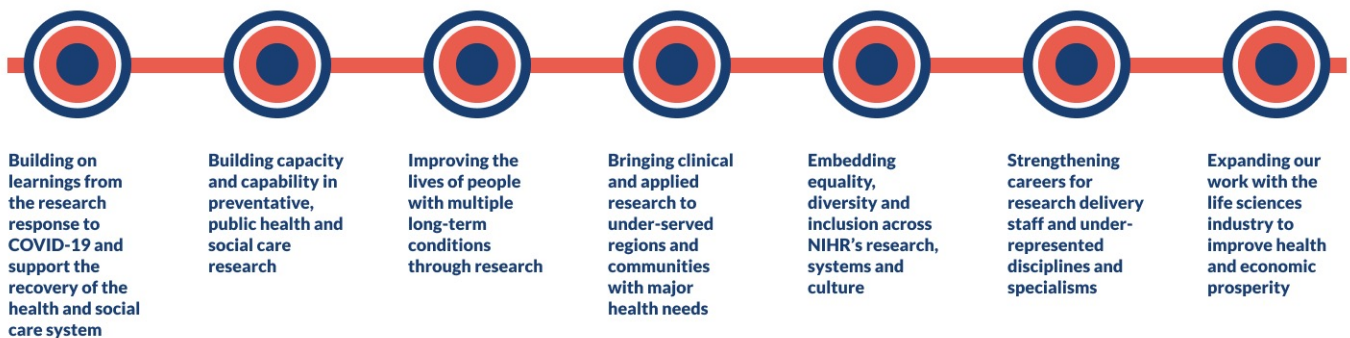 Building on
learnings from
the research
response to
COVID-19 and
support the
recovery of the
health and social
care system
Building capacity
and capability in
preventative,
public health and
social care
research
Improving the
lives of people
with multiple
long-term
conditions
through research
Bringing clinical
and applied
research to
under-served
regions and
communities
with major
health needs
Embedding
equality,
diversity and
inclusion across
NIHR's research,
systems and
culture
Strengthening
careers for
research delivery
staff and under-
represented
disciplines and
specialisms
Expanding our
work with the
life sciences
industry to
improve health
and economic
prosperity